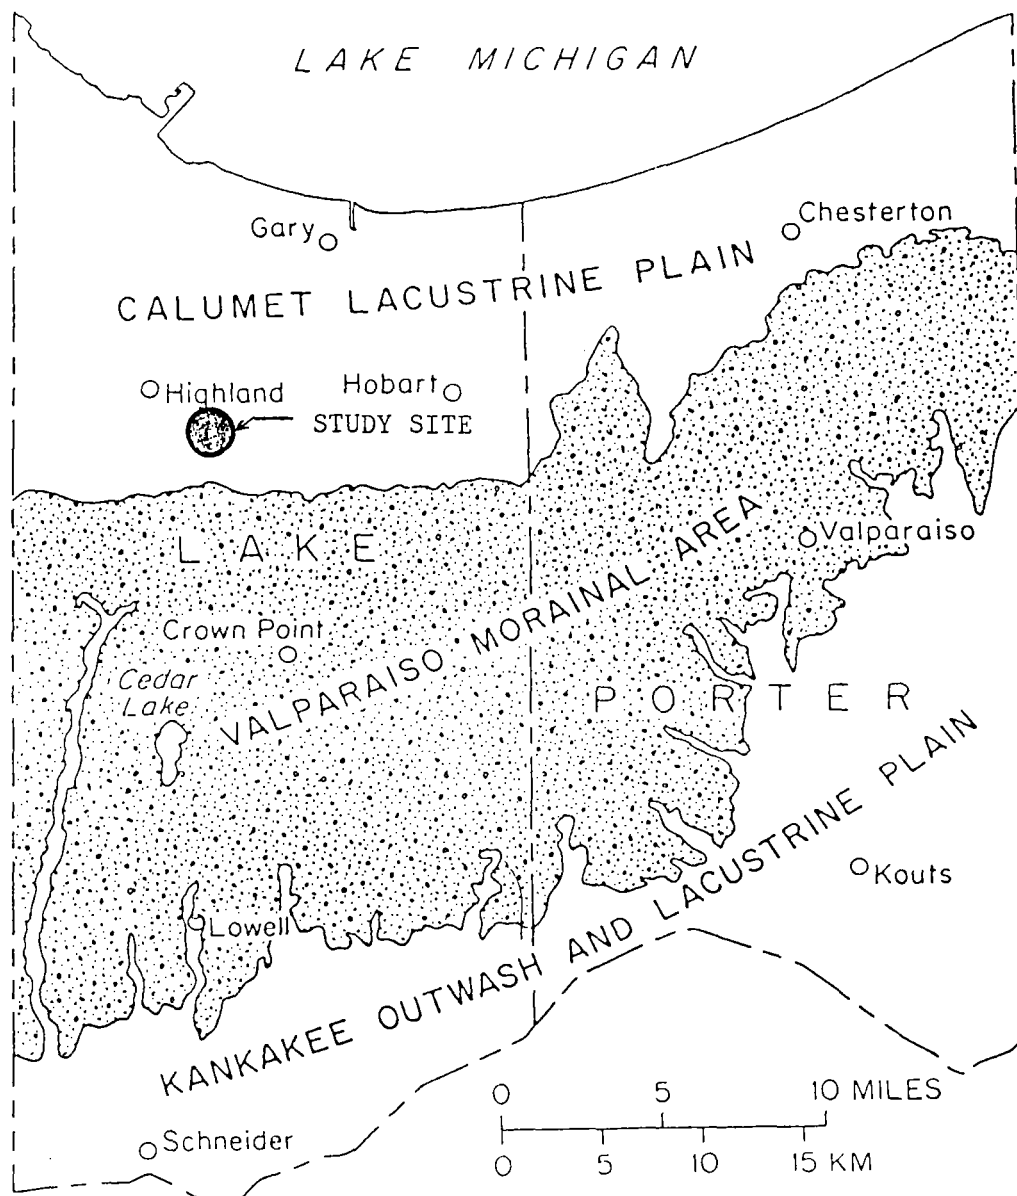 LAKE MICHIGAN
Gary
Chesterton
CALUMET LACUSTRINE PLAIN
Highland
Hobart
STUDY SITE
LAKE
VALPARAISO MORAINAL AREA
Valparaiso
Crown Point
Cedar
Lake
PORTER
Kouts
Lowell
KANKAKEE OUTWASH AND LACUSTRINE PLAIN
0 5 10 MILES
0 5 10 15 KM
Schneider